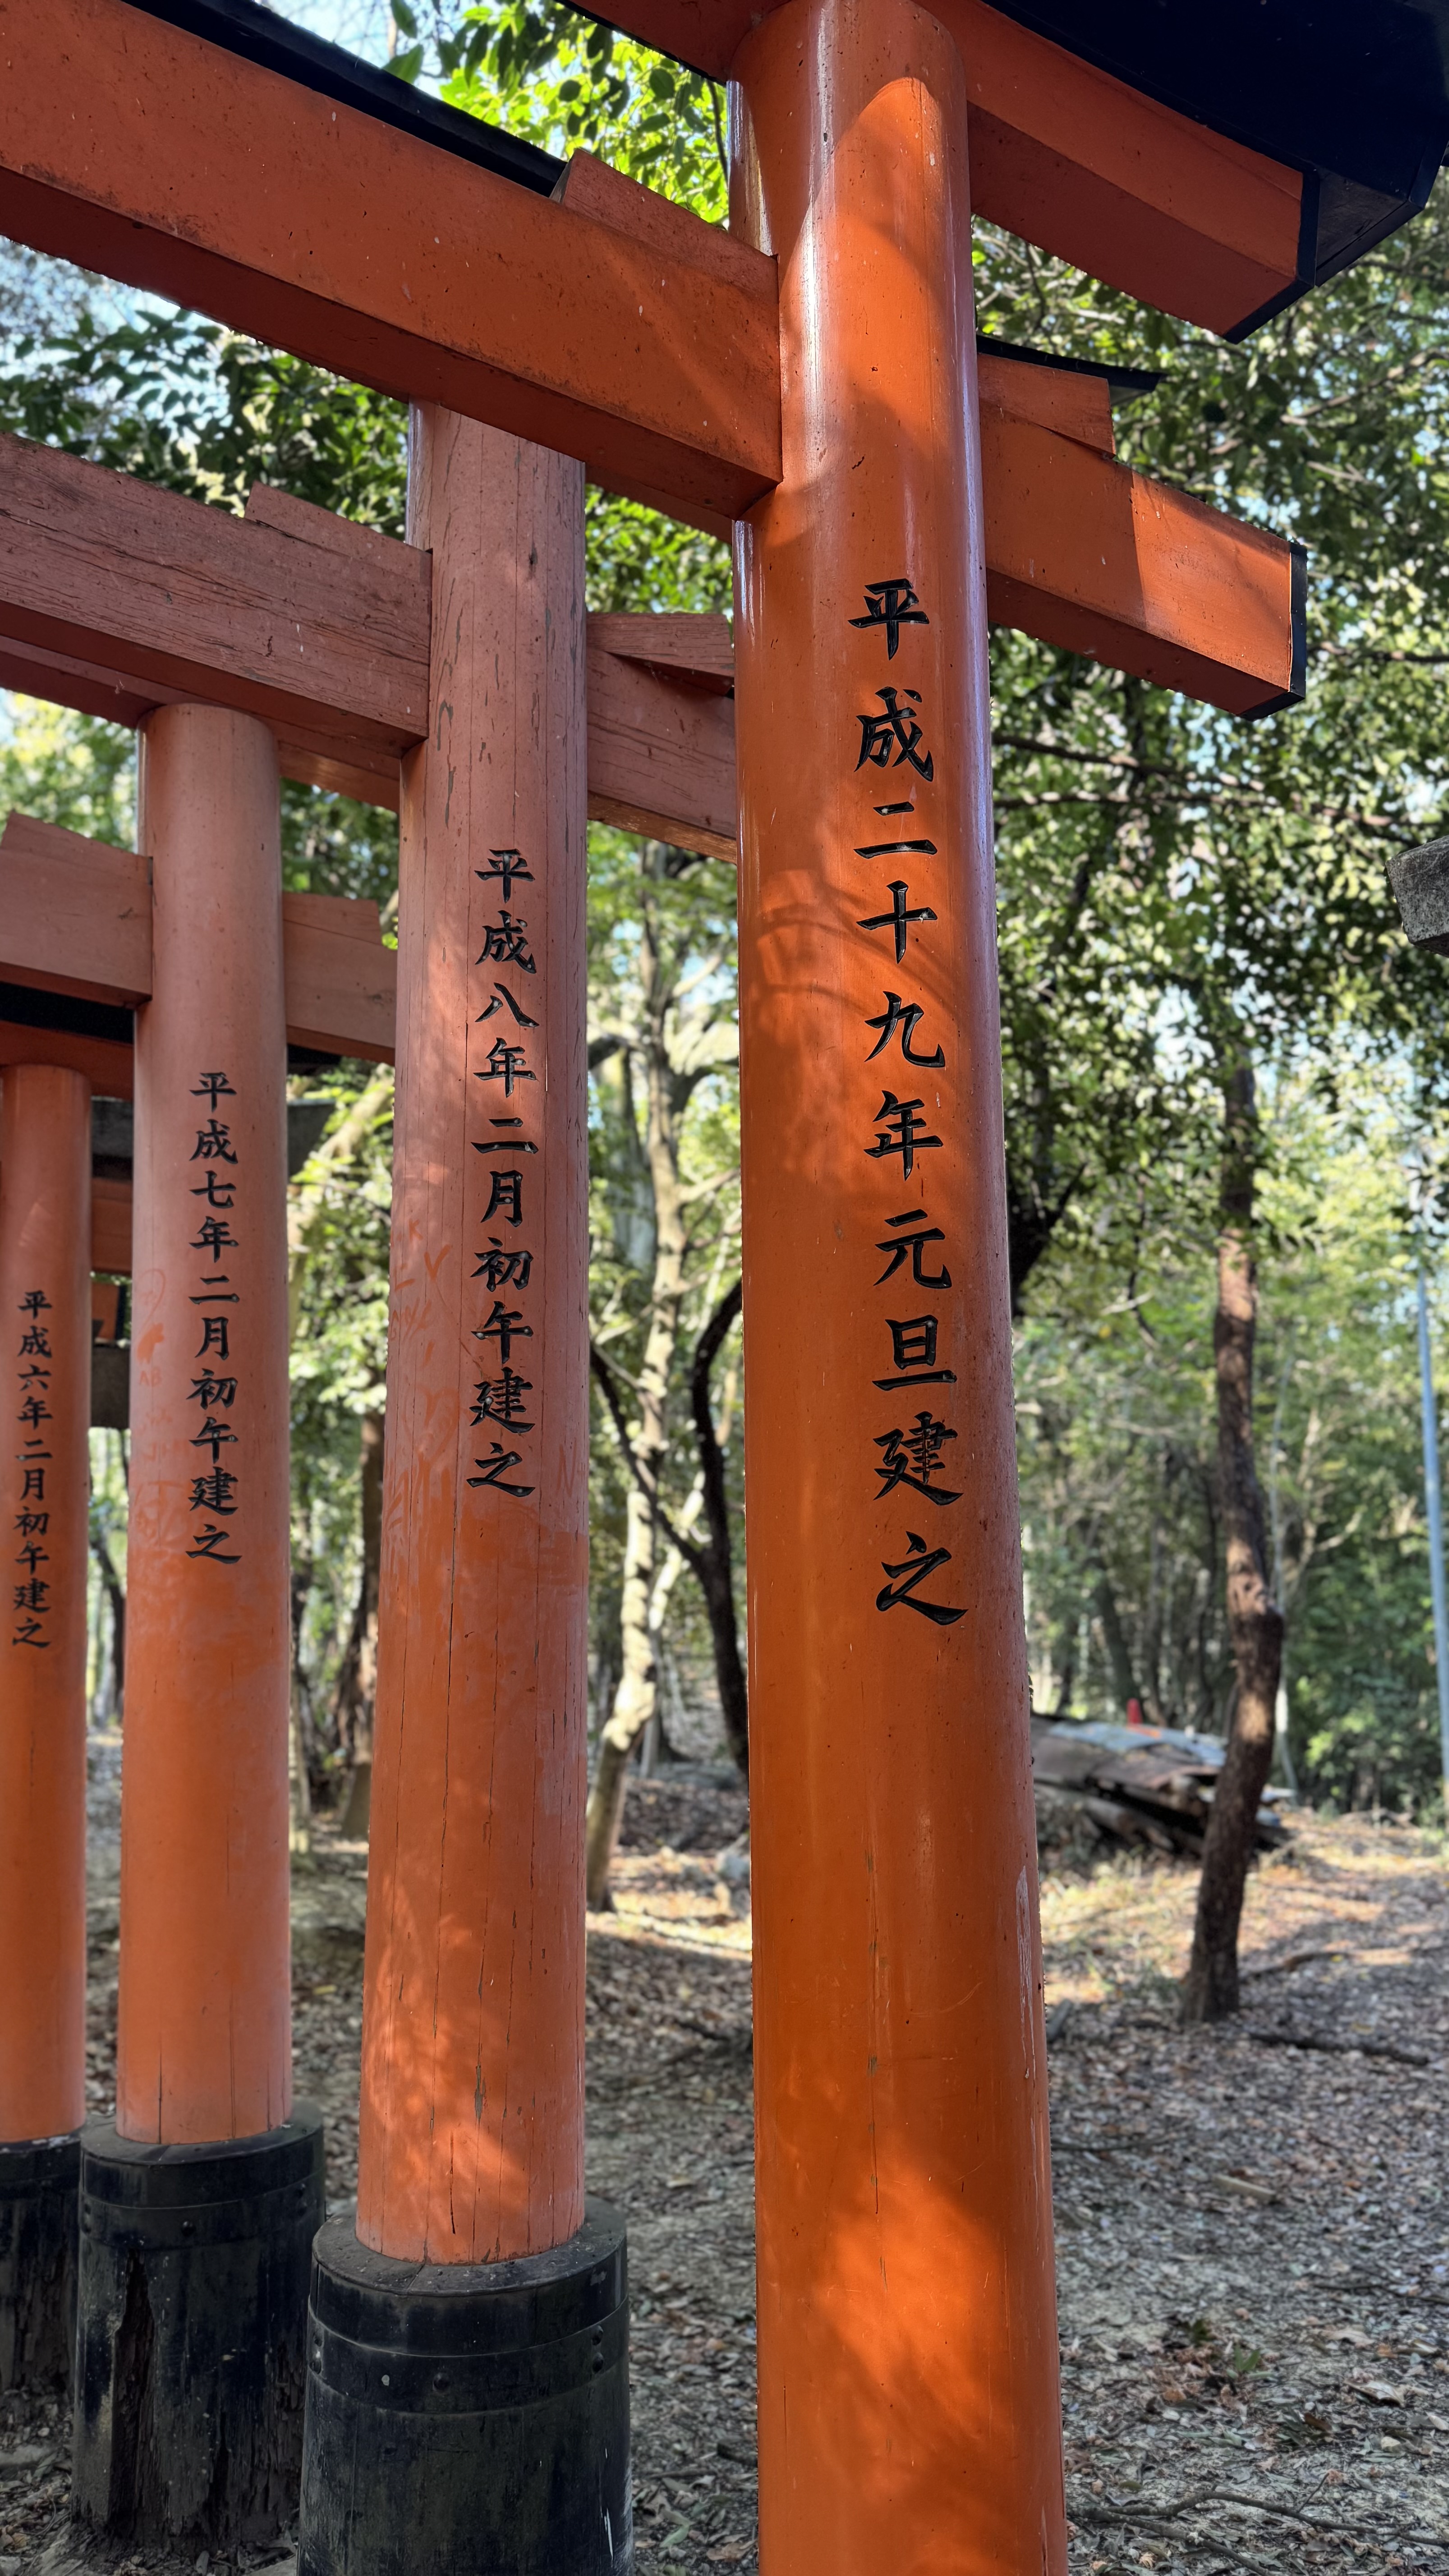 平成二十九年元旦建之
平成八年二月初午建之
平成七年二月初午建之
平成六年二月初午建之